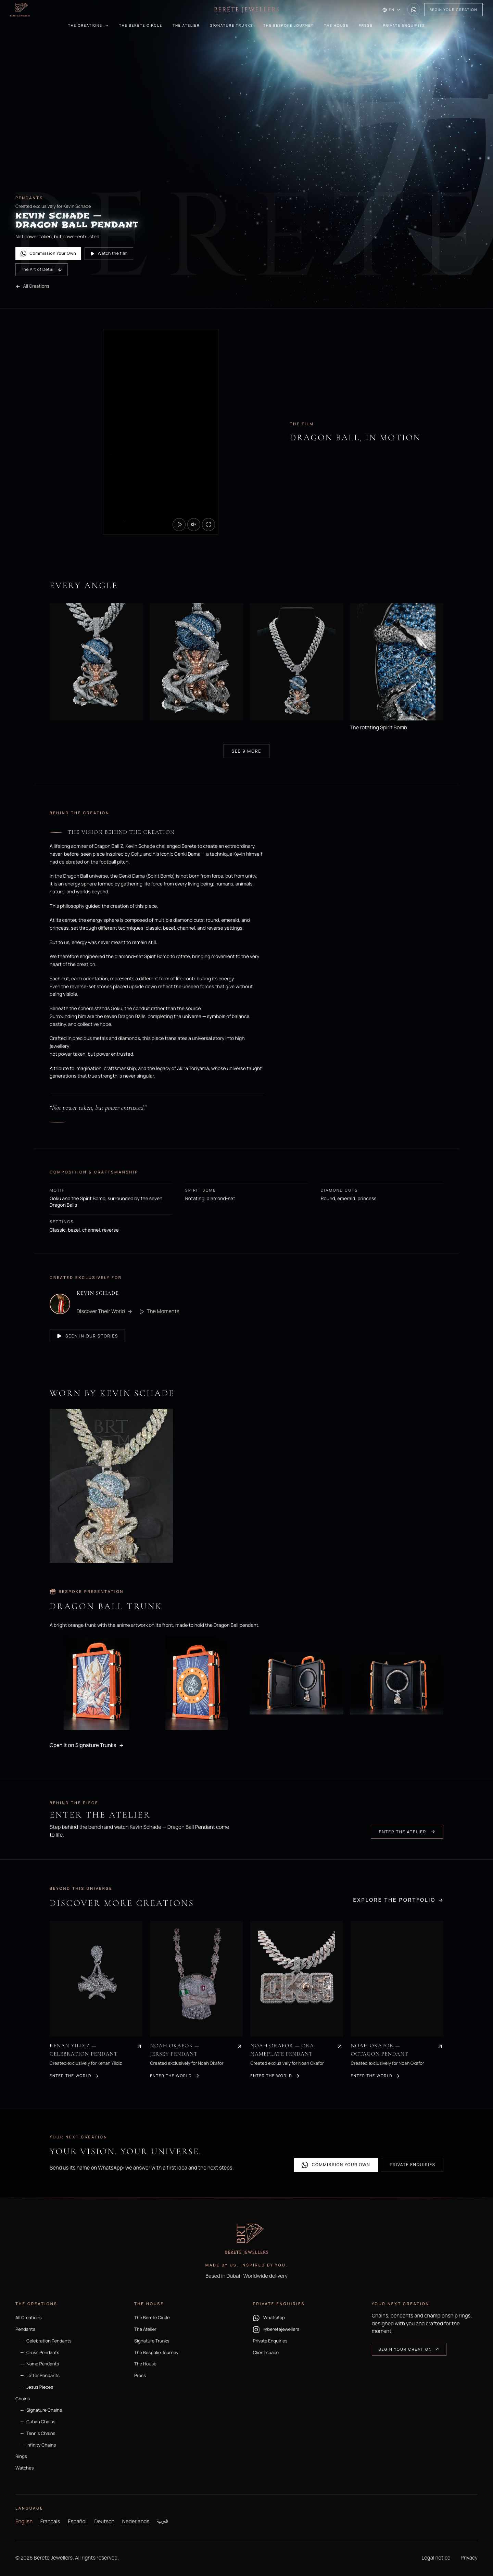 BERETE JEWELLERS
EN
BEGIN YOUR CREATION
THE CREATIONS
THE BERETE CIRCLE
THE ATELIER
SIGNATURE TRUNKS
THE BESPOKE JOURNEY
THE HOUSE
PRESS
PRIVATE ENQUIRIES
PENDANTS
Created exclusively for Kevin Schade
KEVIN SCHADE —
DRAGON BALL PENDANT
Not power taken, but power entrusted.
Commission Your Own
Watch the film
The Art of Detail
All Creations
THE FILM
DRAGON BALL, IN MOTION
EVERY ANGLE
The rotating Spirit Bomb
SEE 9 MORE
BEHIND THE CREATION
THE VISION BEHIND THE CREATION
A lifelong admirer of Dragon Ball Z, Kevin Schade challenged Berete to create an extraordinary,
never-before-seen piece inspired by Goku and his iconic Genki Dama — a technique Kevin himself
had celebrated on the football pitch.
In the Dragon Ball universe, the Genki Dama (Spirit Bomb) is not born from force, but from unity.
It is an energy sphere formed by gathering life force from every living being: humans, animals,
nature, and worlds beyond.
This philosophy guided the creation of this piece.
At its center, the energy sphere is composed of multiple diamond cuts; round, emerald, and
princess, set through different techniques: classic, bezel, channel, and reverse settings.
But to us, energy was never meant to remain still.
We therefore engineered the diamond-set Spirit Bomb to rotate, bringing movement to the very
heart of the creation.
Each cut, each orientation, represents a different form of life contributing its energy.
Even the reverse-set stones placed upside down reflect the unseen forces that give without
being visible.
Beneath the sphere stands Goku, the conduit rather than the source.
Surrounding him are the seven Dragon Balls, completing the universe — symbols of balance,
destiny, and collective hope.
Crafted in precious metals and diamonds, this piece translates a universal story into high
jewellery:
not power taken, but power entrusted.
A tribute to imagination, craftsmanship, and the legacy of Akira Toriyama, whose universe taught
generations that true strength is never singular.
“Not power taken, but power entrusted.”
COMPOSITION & CRAFTSMANSHIP
MOTIF
Goku and the Spirit Bomb, surrounded by the seven
Dragon Balls
SPIRIT BOMB
Rotating, diamond-set
DIAMOND CUTS
Round, emerald, princess
SETTINGS
Classic, bezel, channel, reverse
CREATED EXCLUSIVELY FOR
KEVIN SCHADE
Discover Their World
The Moments
SEEN IN OUR STORIES
WORN BY KEVIN SCHADE
BESPOKE PRESENTATION
DRAGON BALL TRUNK
A bright orange trunk with the anime artwork on its front, made to hold the Dragon Ball pendant.
Open it on Signature Trunks
BEHIND THE PIECE
ENTER THE ATELIER
Step behind the bench and watch Kevin Schade — Dragon Ball Pendant come
to life.
ENTER THE ATELIER
BEYOND THIS UNIVERSE
DISCOVER MORE CREATIONS
EXPLORE THE PORTFOLIO
KENAN YILDIZ —
CELEBRATION PENDANT
Created exclusively for Kenan Yildiz
ENTER THE WORLD
NOAH OKAFOR —
JERSEY PENDANT
Created exclusively for Noah Okafor
ENTER THE WORLD
NOAH OKAFOR — OKA
NAMEPLATE PENDANT
Created exclusively for Noah Okafor
ENTER THE WORLD
NOAH OKAFOR —
OCTAGON PENDANT
Created exclusively for Noah Okafor
ENTER THE WORLD
YOUR NEXT CREATION
YOUR VISION. YOUR UNIVERSE.
Send us its name on WhatsApp: we answer with a first idea and the next steps.
COMMISSION YOUR OWN
PRIVATE ENQUIRIES
BRT
BERETE JEWELLERS
MADE BY US, INSPIRED BY YOU.
Based in Dubai · Worldwide delivery
THE CREATIONS
All Creations
Pendants
— Celebration Pendants
— Cross Pendants
— Name Pendants
— Letter Pendants
— Jesus Pieces
Chains
— Signature Chains
— Cuban Chains
— Tennis Chains
— Infinity Chains
Rings
Watches
THE HOUSE
The Berete Circle
The Atelier
Signature Trunks
The Bespoke Journey
The House
Press
PRIVATE ENQUIRIES
WhatsApp
@beretejewellers
Private Enquiries
Client space
YOUR NEXT CREATION
Chains, pendants and championship rings,
designed with you and crafted for the
moment.
BEGIN YOUR CREATION
LANGUAGE
English
Français
Español
Deutsch
Nederlands
العربية
© 2026 Berete Jewellers. All rights reserved.
Legal notice
Privacy